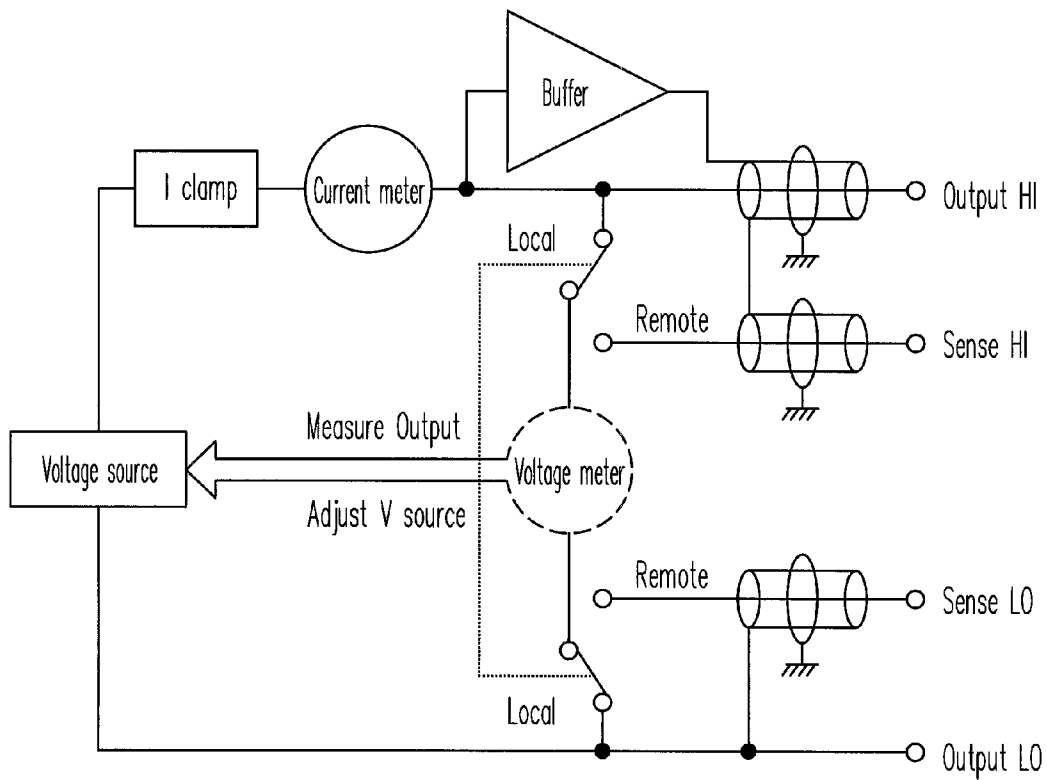 Buffer
I clamp
Current meter
Output HI
Local
Remote
Sense HI
Measure Output
Voltage source
Voltage meter
Adjust V source
Remote
Sense LO
Local
Output LO